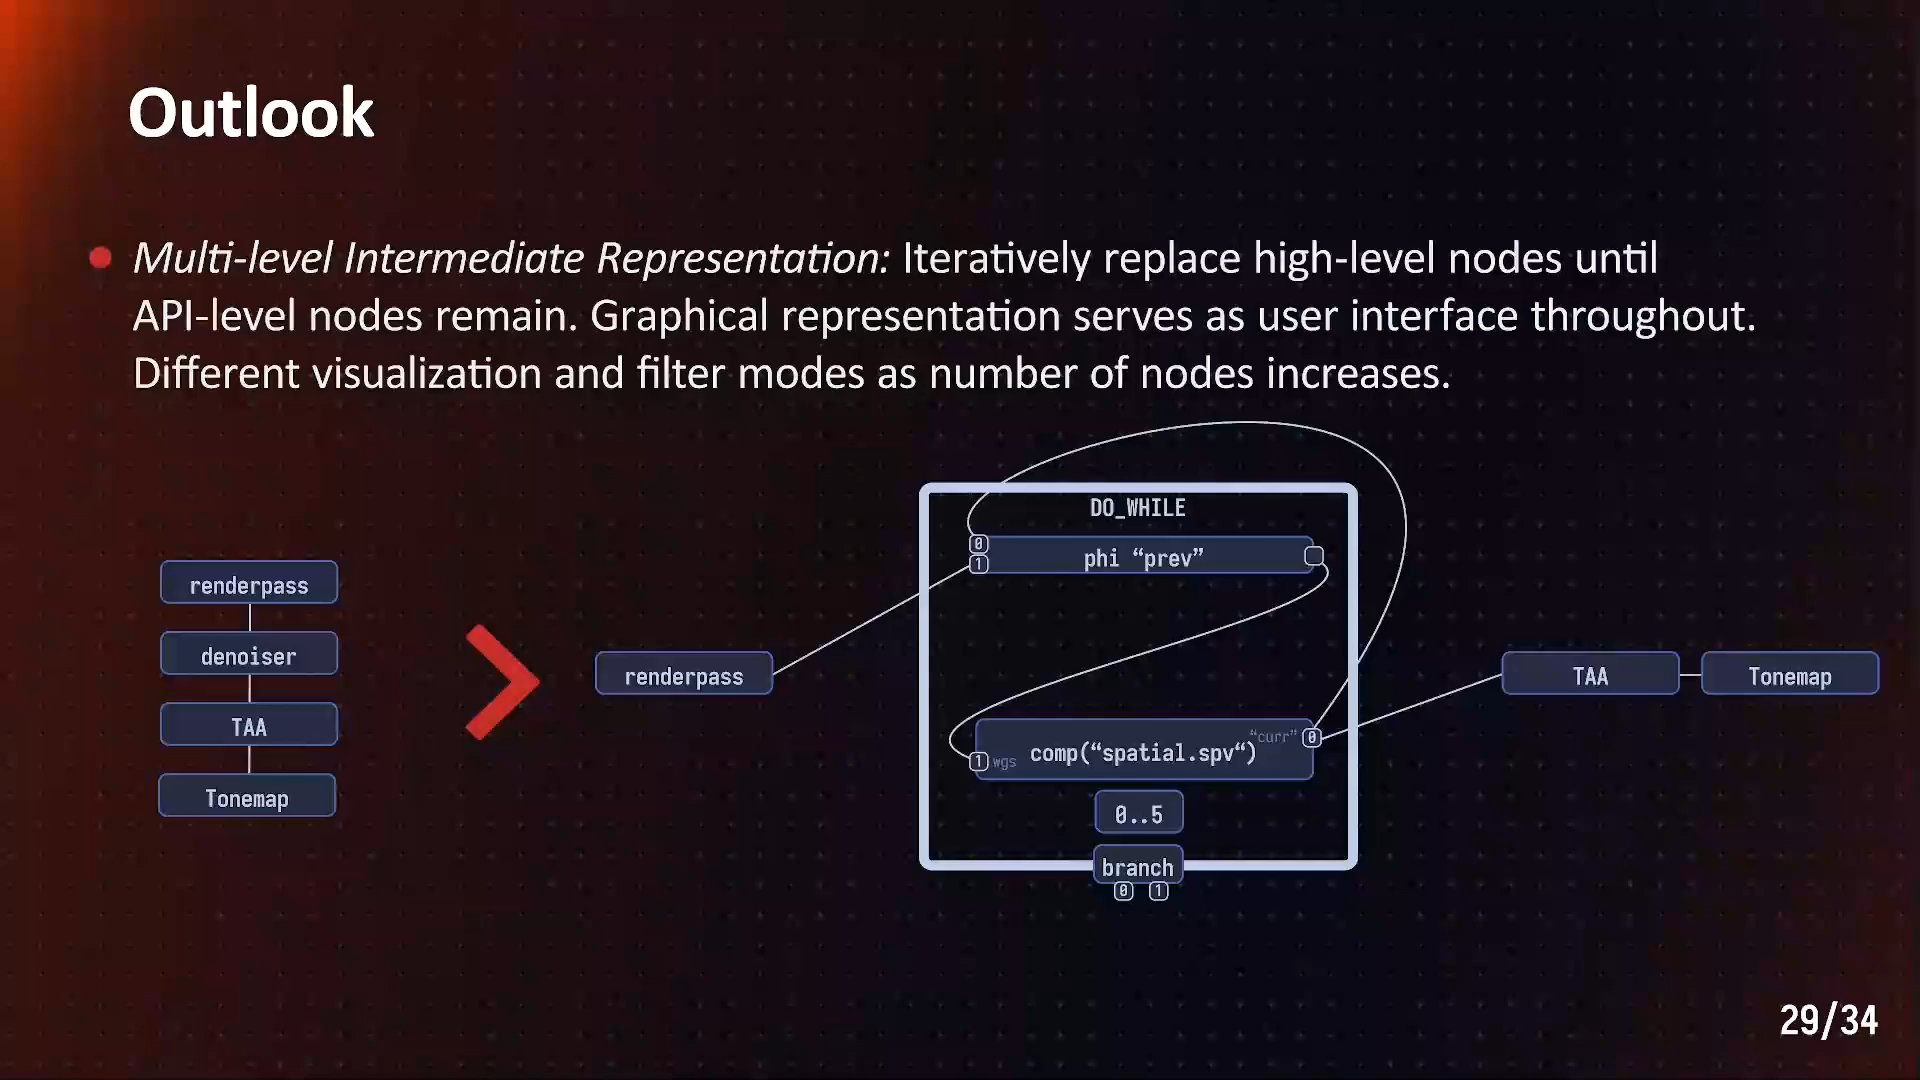 Outlook
Multi-level Intermediate Representation: Iteratively replace high-level nodes until
API-level nodes remain. Graphical representation serves as user interface throughout.
Different visualization and filter modes as number of nodes increases.
renderpass
denoiser
TAA
Tonemap
renderpass
DO_WHILE
0
1
phi “prev”
“curr”
0
1
wgs
comp(“spatial.spv“)
0..5
branch
0 1
TAA
Tonemap
29/34